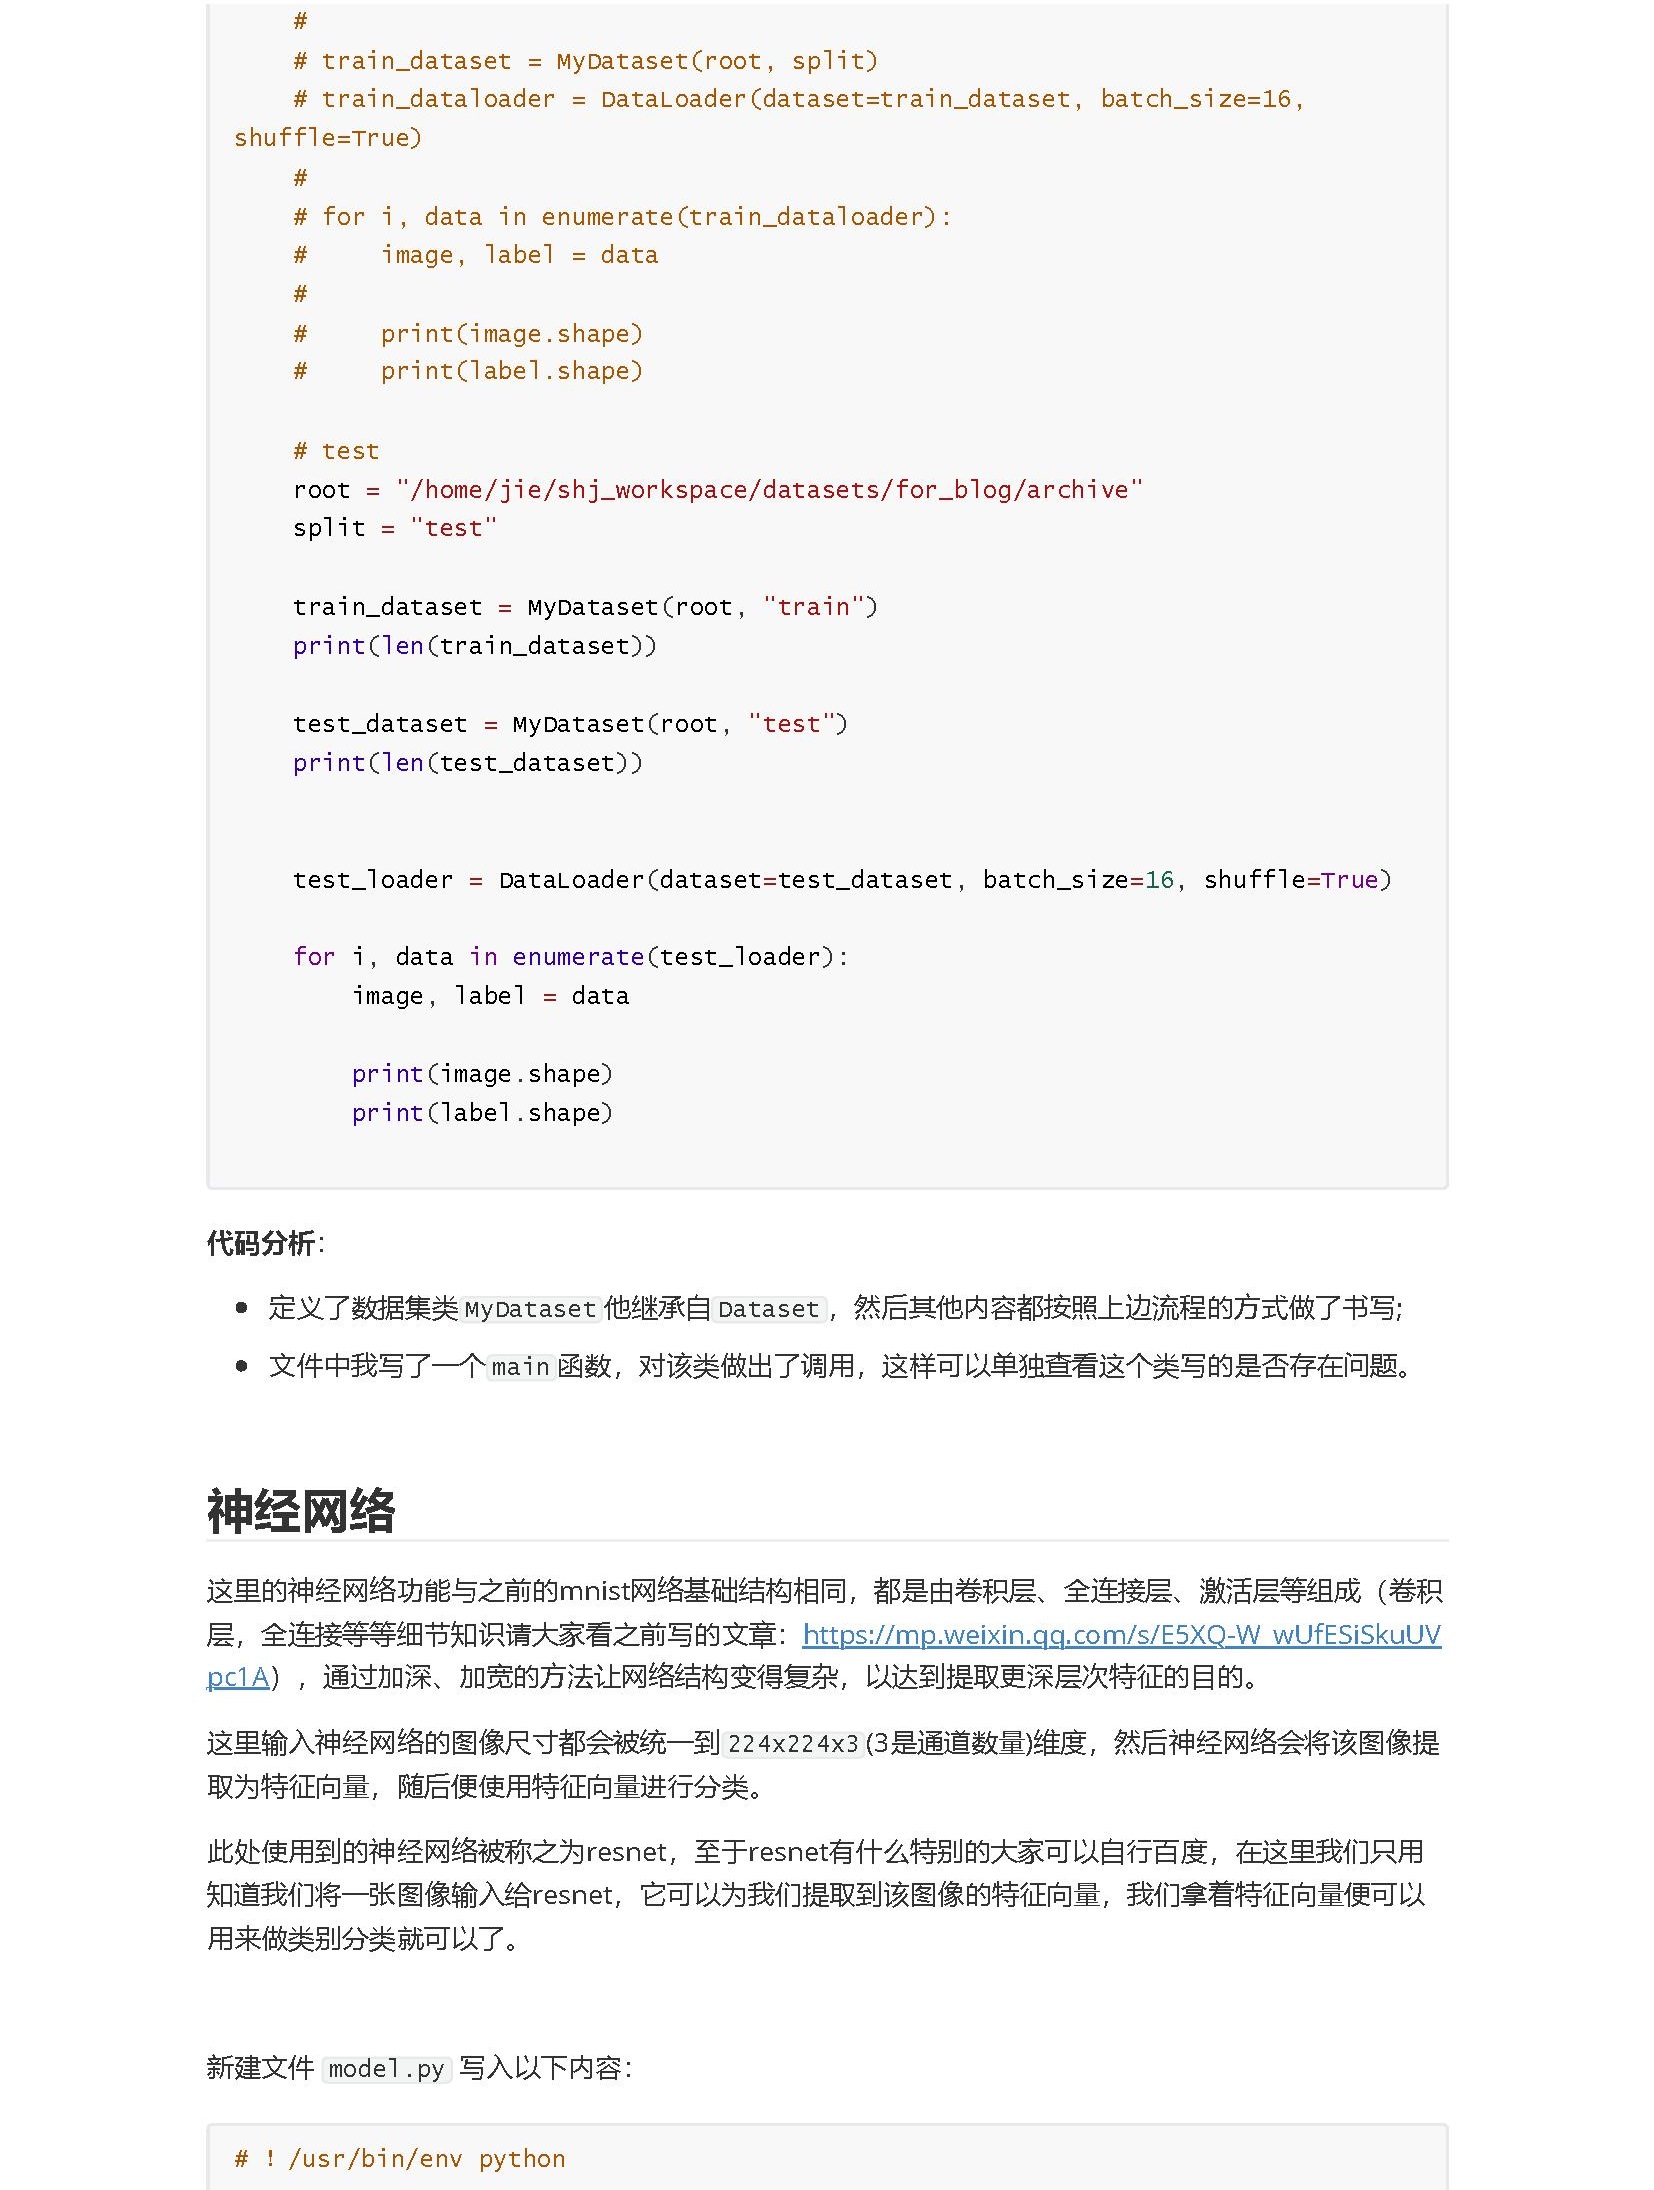 #
# train_dataset = MyDataset(root, split)
# train_dataloader = DataLoader(dataset=train_dataset, batch_size=16,
shuffle=True)
#
# for i, data in enumerate(train_dataloader):
#     image, label = data
#
#     print(image.shape)
#     print(label.shape)
# test
root = "/home/jie/shj_workspace/datasets/for_blog/archive"
split = "test"
train_dataset = MyDataset(root, "train")
print(len(train_dataset))
test_dataset = MyDataset(root, "test")
print(len(test_dataset))
test_loader = DataLoader(dataset=test_dataset, batch_size=16, shuffle=True)
for i, data in enumerate(test_loader):
    image, label = data
    print(image.shape)
    print(label.shape)
代码分析：
● 定义了数据集类MyDataset他继承自Dataset，然后其他内容都按照上边流程的方式做了书写;
● 文件中我写了一个main函数，对该类做出了调用，这样可以单独查看这个类写的是否存在问题。
神经网络
这里的神经网络功能与之前的mnist网络基础结构相同，都是由卷积层、全连接层、激活层等组成（卷积
层，全连接等等细节知识请大家看之前写的文章：https://mp.weixin.qq.com/s/E5XQ-W_wUfESiSkuUV
pc1A），通过加深、加宽的方法让网络结构变得复杂，以达到提取更深层次特征的目的。
这里输入神经网络的图像尺寸都会被统一到224x224x3(3是通道数量)维度，然后神经网络会将该图像提
取为特征向量，随后便使用特征向量进行分类。
此处使用到的神经网络被称之为resnet，至于resnet有什么特别的大家可以自行百度，在这里我们只用
知道我们将一张图像输入给resnet，它可以为我们提取到该图像的特征向量，我们拿着特征向量便可以
用来做类别分类就可以了。
新建文件 model.py 写入以下内容：
# ! /usr/bin/env python